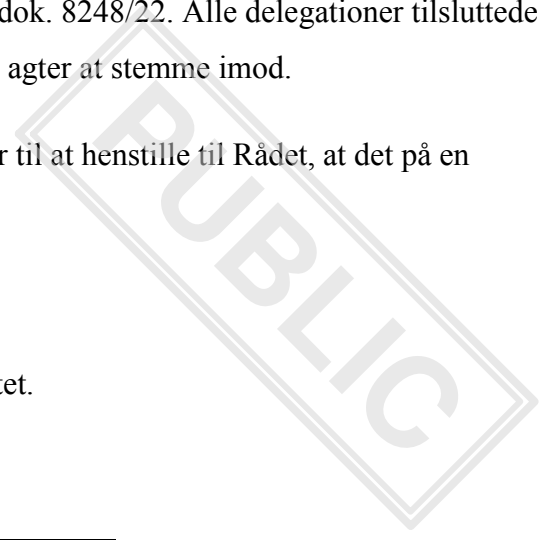 dok. 8248/22. Alle delegationer tilsluttede
agter at stemme imod.
r til at henstille til Rådet, at det på en
PUBLIC
tet.